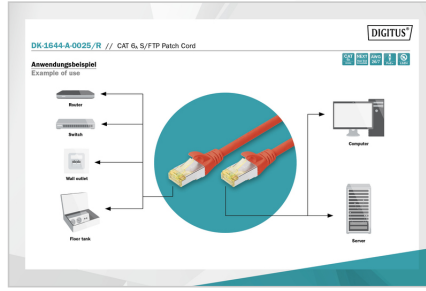 DIGITUS®
DK-1644-A-0025/R // CAT 6A S/FTP Patch Cord
Anwendungsbeispiel
Example of use
Router
Switch
Wall outlet
Floor tank
Computer
Server